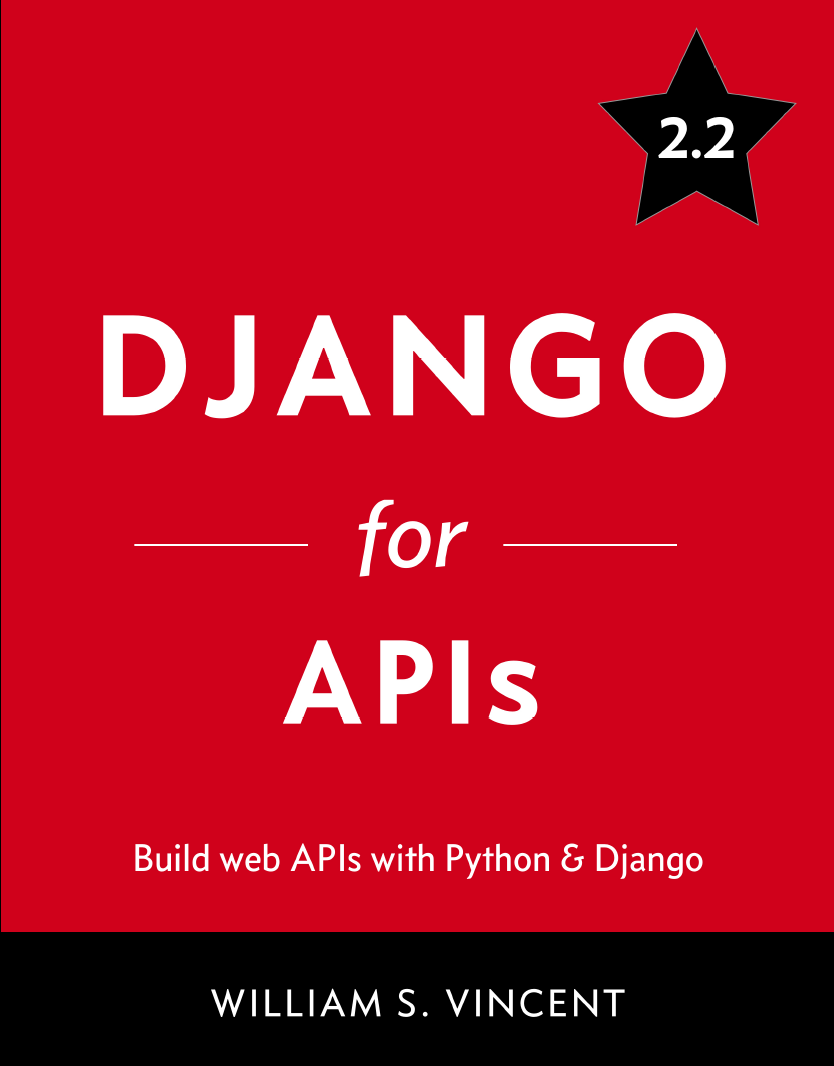 2.2
DJANGO
for
APIs
Build web APIs with Python & Django
WILLIAM S. VINCENT